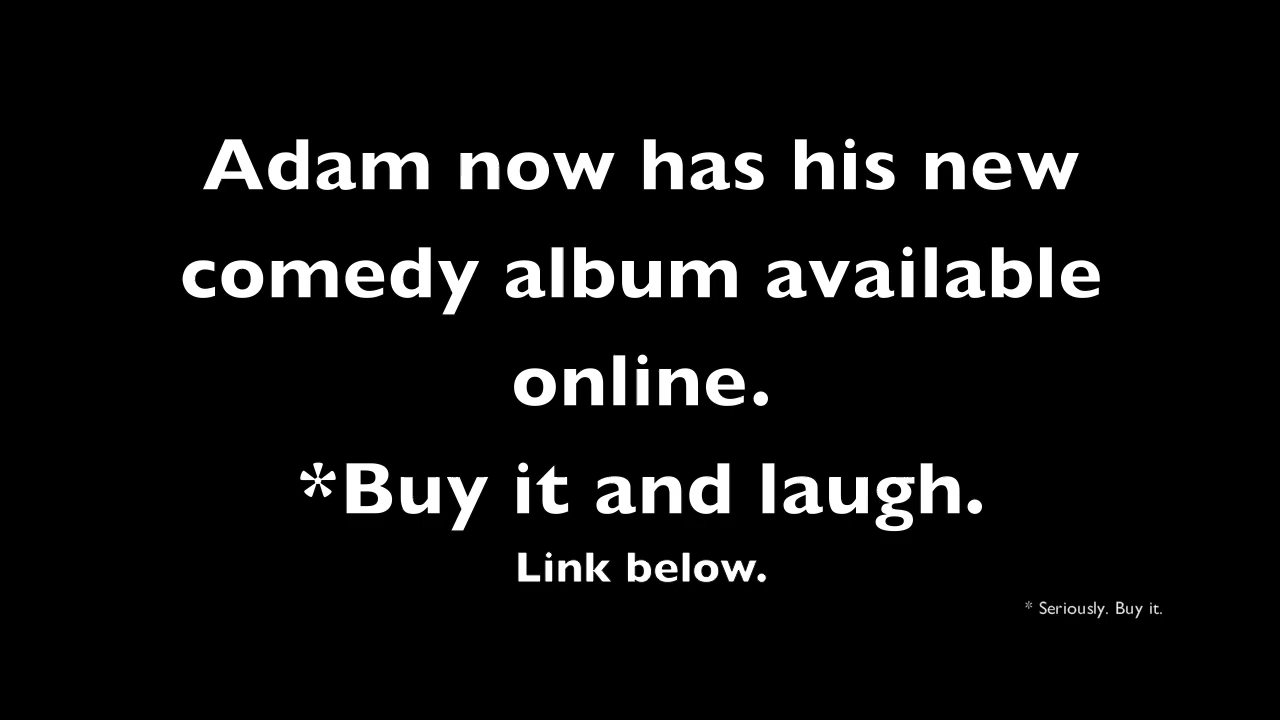 Adam now has his new
comedy album available
online.
*Buy it and laugh.
Link below.
* Seriously. Buy it.